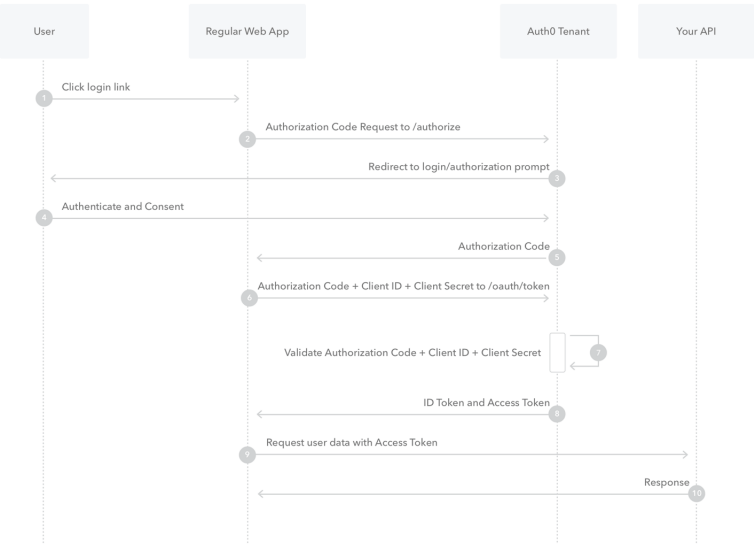 User
Regular Web App
Auth0 Tenant
Your API
Click login link
1
Authorization Code Request to /authorize
2
Redirect to login/authorization prompt
3
Authenticate and Consent
4
Authorization Code
5
Authorization Code + Client ID + Client Secret to /oauth/token
6
Validate Authorization Code + Client ID + Client Secret
7
ID Token and Access Token
8
Request user data with Access Token
9
Response
10